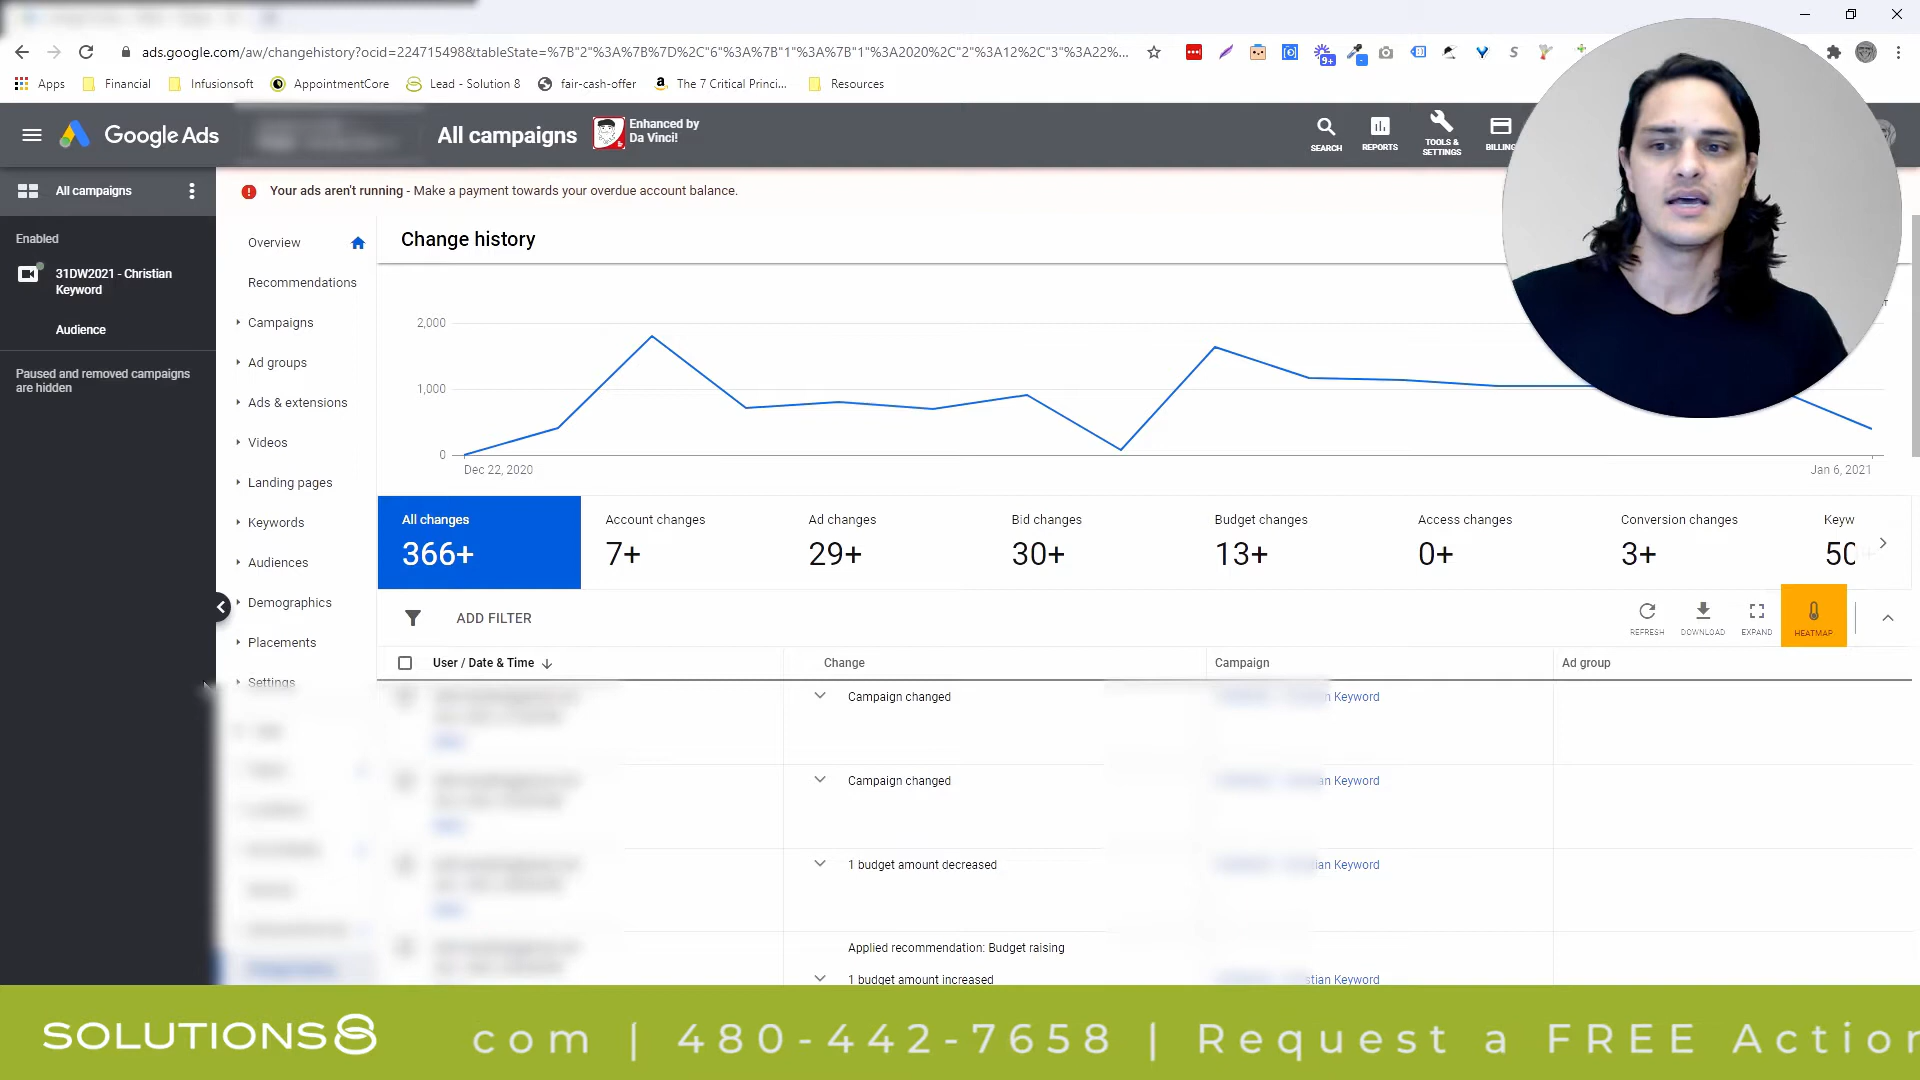 ads.google.com/aw/changehistory?ocid=224715498&tableState=%7B"2"%3A%7B%7D%2C"6"%3A%7B"1"%3A%7B"1"%3A2020%2C"2"%3A12%2C"3"%3A22%...
9+
Apps
Financial
Infusionsoft
AppointmentCore
Lead - Solution 8
fair-cash-offer
The 7 Critical Princi...
Resources
Google Ads
All campaigns
Enhanced by
Da Vinci!
SEARCH
REPORTS
TOOLS &
SETTINGS
BILLING
All campaigns
Your ads aren't running - Make a payment towards your overdue account balance.
Enabled
31DW2021 - Christian
Keyword
Audience
Paused and removed campaigns
are hidden
Overview
Recommendations
Campaigns
Ad groups
Ads & extensions
Videos
Landing pages
Keywords
Audiences
Demographics
Placements
Settings
Change history
2,000
1,000
0
Dec 22, 2020
Jan 6, 2021
All changes
366+
Account changes
7+
Ad changes
29+
Bid changes
30+
Budget changes
13+
Access changes
0+
Conversion changes
3+
Keyw
50
ADD FILTER
REFRESH
DOWNLOAD
EXPAND
HEATMAP
User / Date & Time
Change
Campaign
Ad group
Campaign changed
Keyword
Campaign changed
an Keyword
1 budget amount decreased
ian Keyword
Applied recommendation: Budget raising
1 budget amount increased
stian Keyword
SOLUTIONS8
com | 480-442-7658 | Request a FREE Action